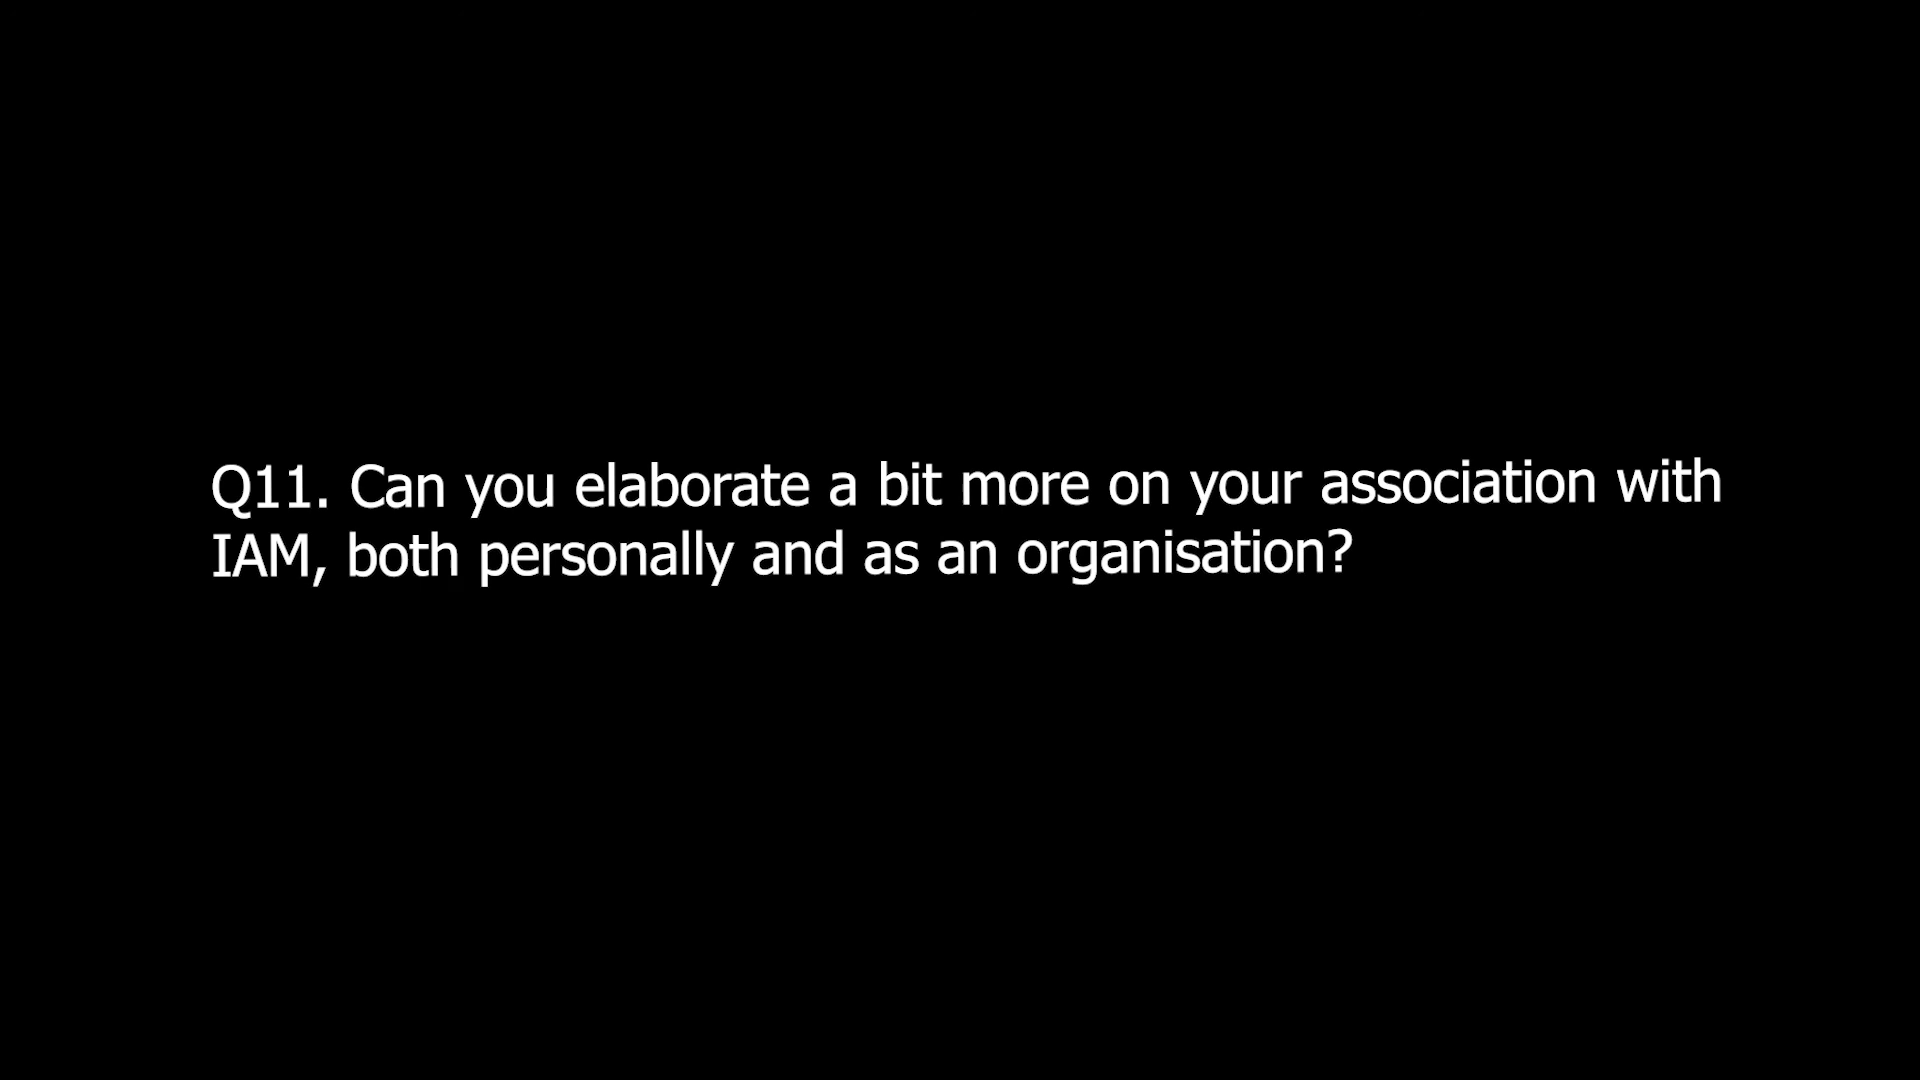 Q11. Can you elaborate a bit more on your association with
IAM, both personally and as an organisation?